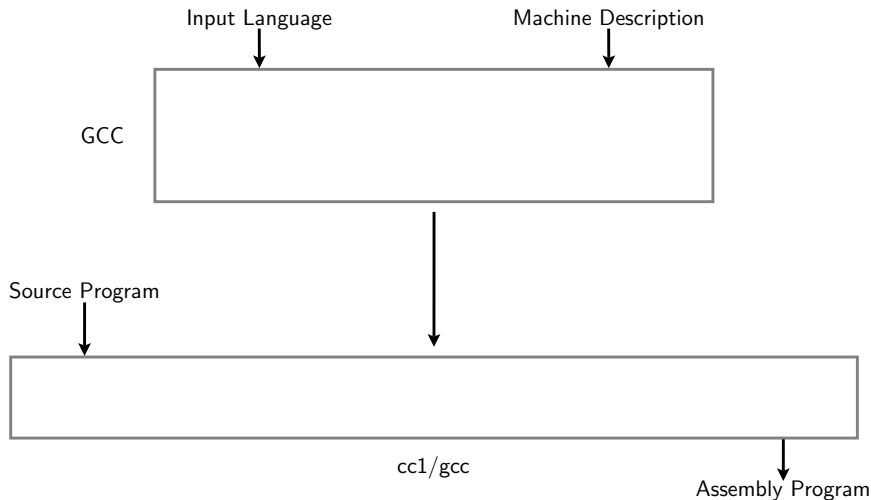 Input Language
Machine Description
GCC
Source Program
cc1/gcc
Assembly Program